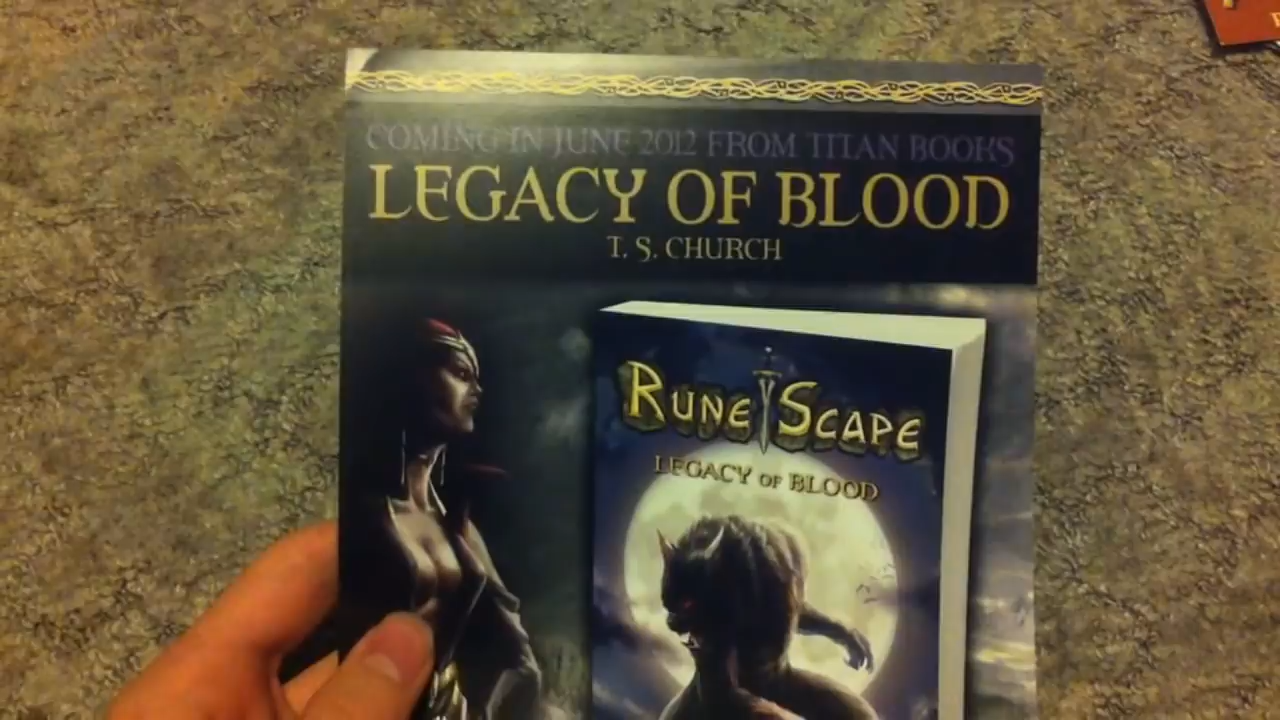 COMING IN JUNE 2012 FROM TITAN BOOKS
LEGACY OF BLOOD
T. S. CHURCH
RUNESCAPE
LEGACY OF BLOOD